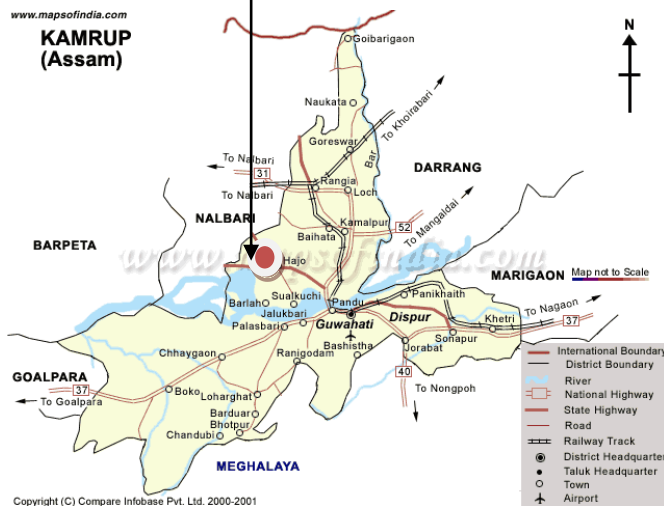 www.mapsofindia.com
KAMRUP
(Assam)
N
Goibarigaon
Naukata
To Khoirabari
Goreswar
Bar
To Nalbari
31
DARRANG
Rangia
To Nalbari
Loch
NALBARI
To Mangaldai
Kamalpur
52
Baihata
BARPETA
www.mapsofindia.com
Hajo
MARIGAON
Map not to Scale
Panikhaith
Sualkuchi
Barlah
Pandu
To Nagaon
Jalukbari
Dispur
Khetri
37
Palasbari
Guwahati
Sonapur
Jorabat
Bashistha
Chhaygaon
Ranigodam
40
GOALPARA
37
Boko
To Nongpoh
To Goalpara
Loharghat
Barduar
Bhotpur
Chandubi
MEGHALAYA
International Boundary
District Boundary
River
National Highway
State Highway
Road
Railway Track
District Headquarter
Taluk Headquarter
Town
Airport
Copyright (C) Compare Infobase Pvt. Ltd. 2000-2001